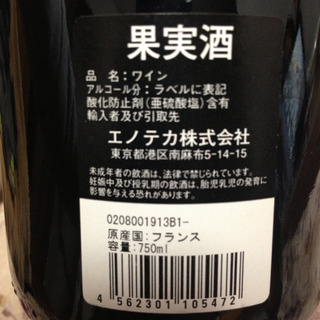 果実酒
品 名：ワイン
アルコール分：ラベルに表記
酸化防止剤(亜硫酸塩)含有
輸入者及び引取先
エノテカ株式会社
東京都港区南麻布5-14-15
未成年者の飲酒は、法律で禁じられています。
妊娠中及び授乳期の飲酒は、胎児乳児の発育に
影響を与える恐れがあります。
0208001913B1-
原産国：フランス
容量：750ml
4 562301 105472